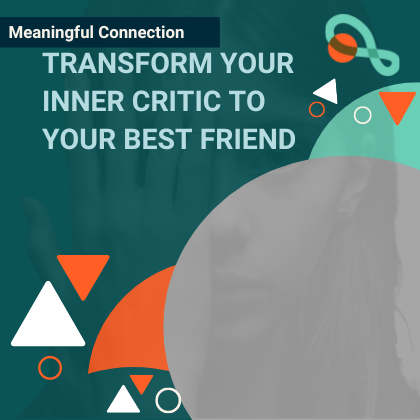 Meaningful Connection
TRANSFORM YOUR
INNER CRITIC TO
YOUR BEST FRIEND